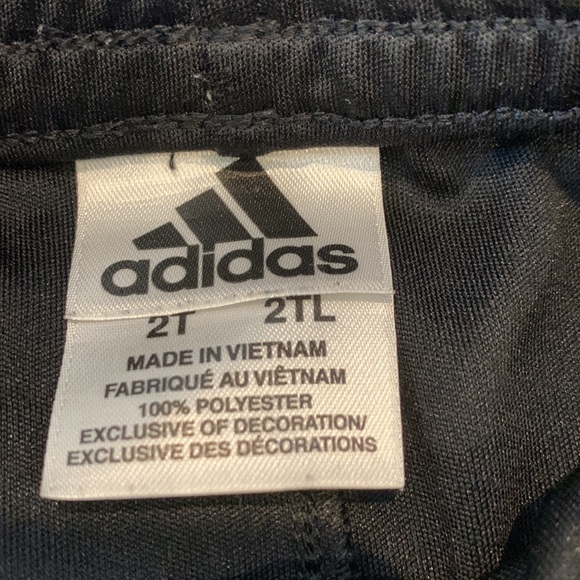 adidas
2T 2TL
MADE IN VIETNAM
FABRIQUÉ AU VIÊTNAM
100% POLYESTER
EXCLUSIVE OF DECORATION/
EXCLUSIVE DES DÉCORATIONS